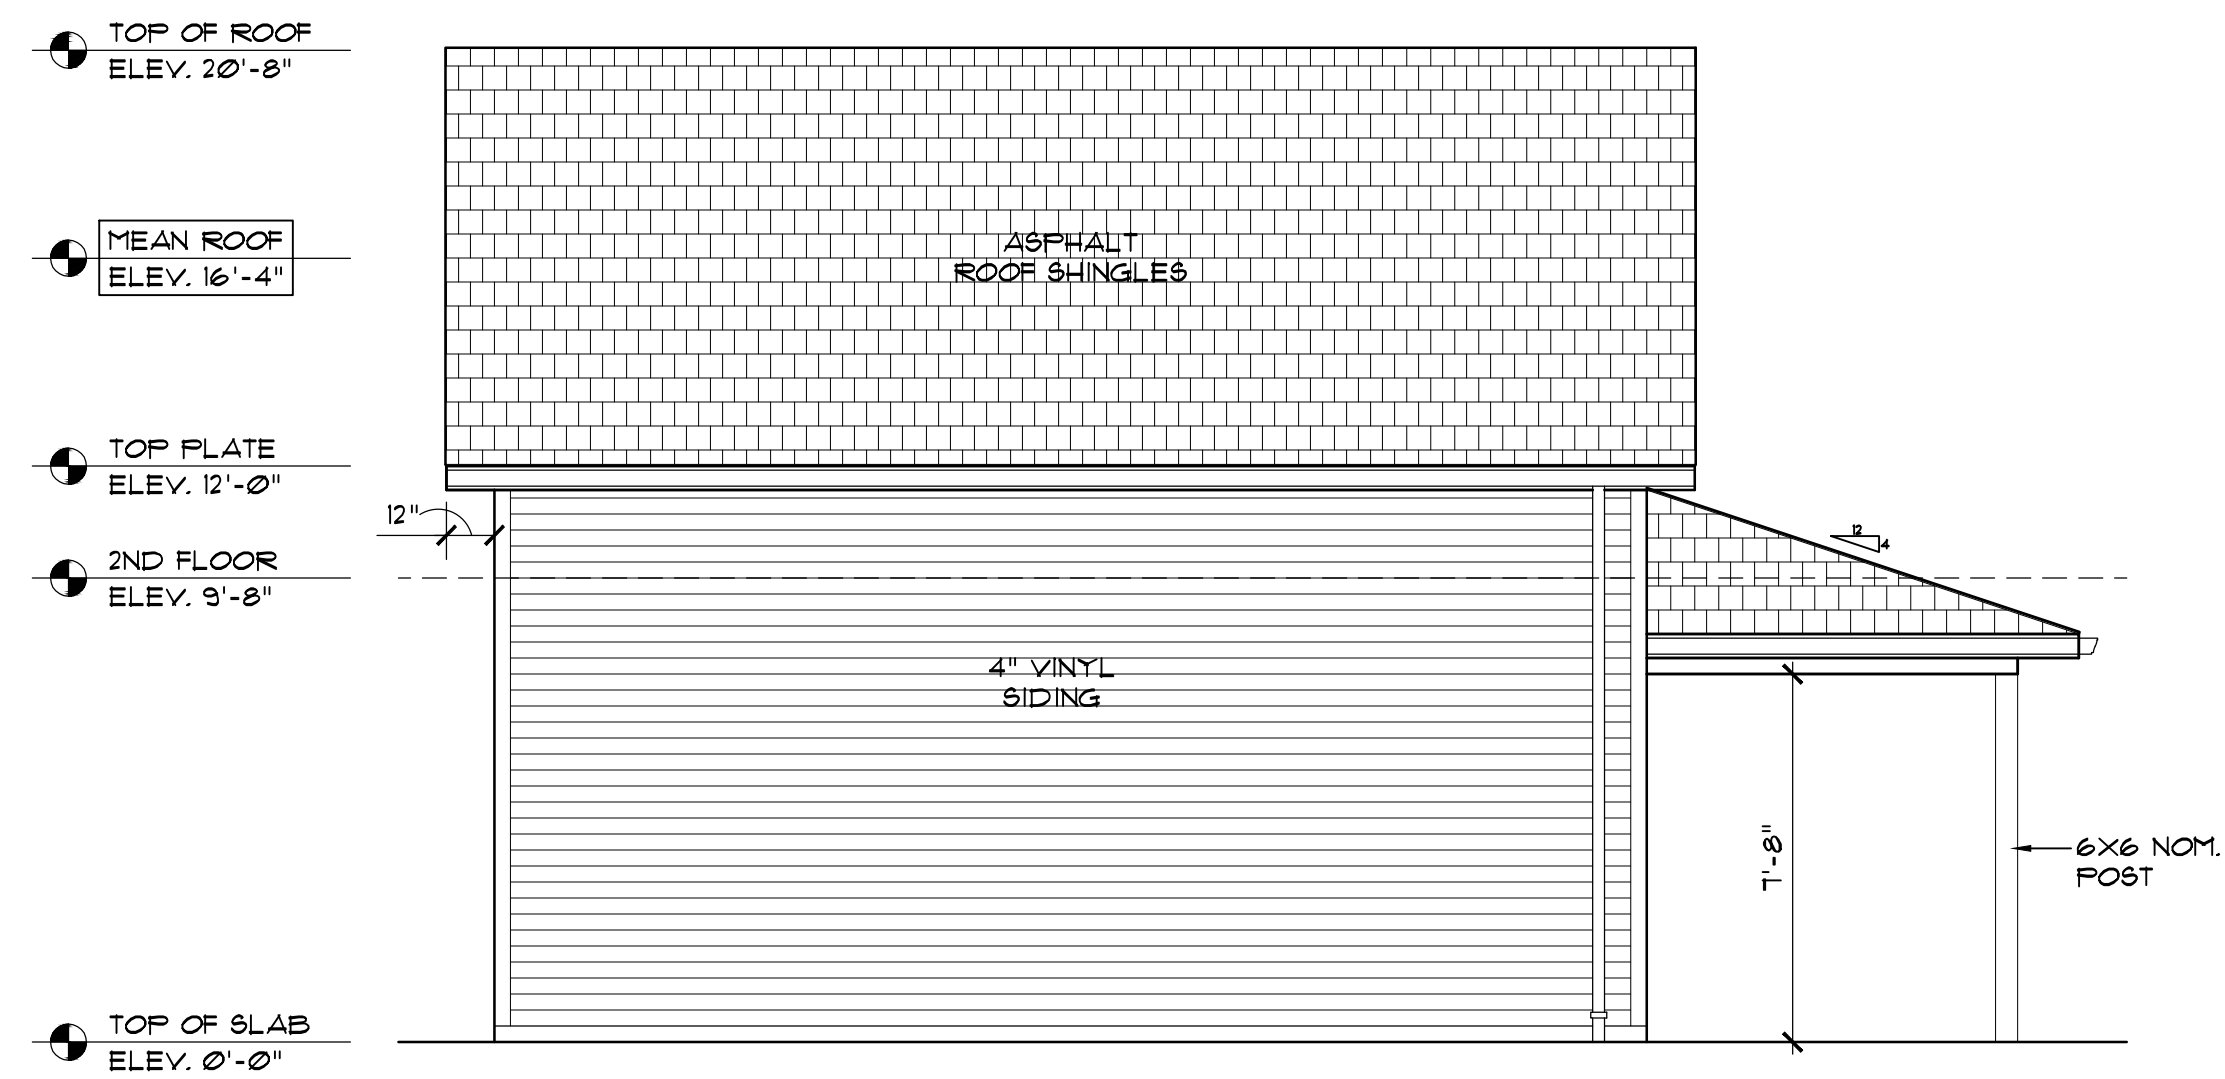 TOP OF ROOF
ELEV. 20'-8"
MEAN ROOF
ELEV. 16'-4"
ASPHALT
ROOF SHINGLES
TOP PLATE
ELEV. 12'-0"
12"
2ND FLOOR
ELEV. 9'-8"
12
4
4" VINYL
SIDING
7'-8"
6X6 NOM.
POST
TOP OF SLAB
ELEV. 0'-0"